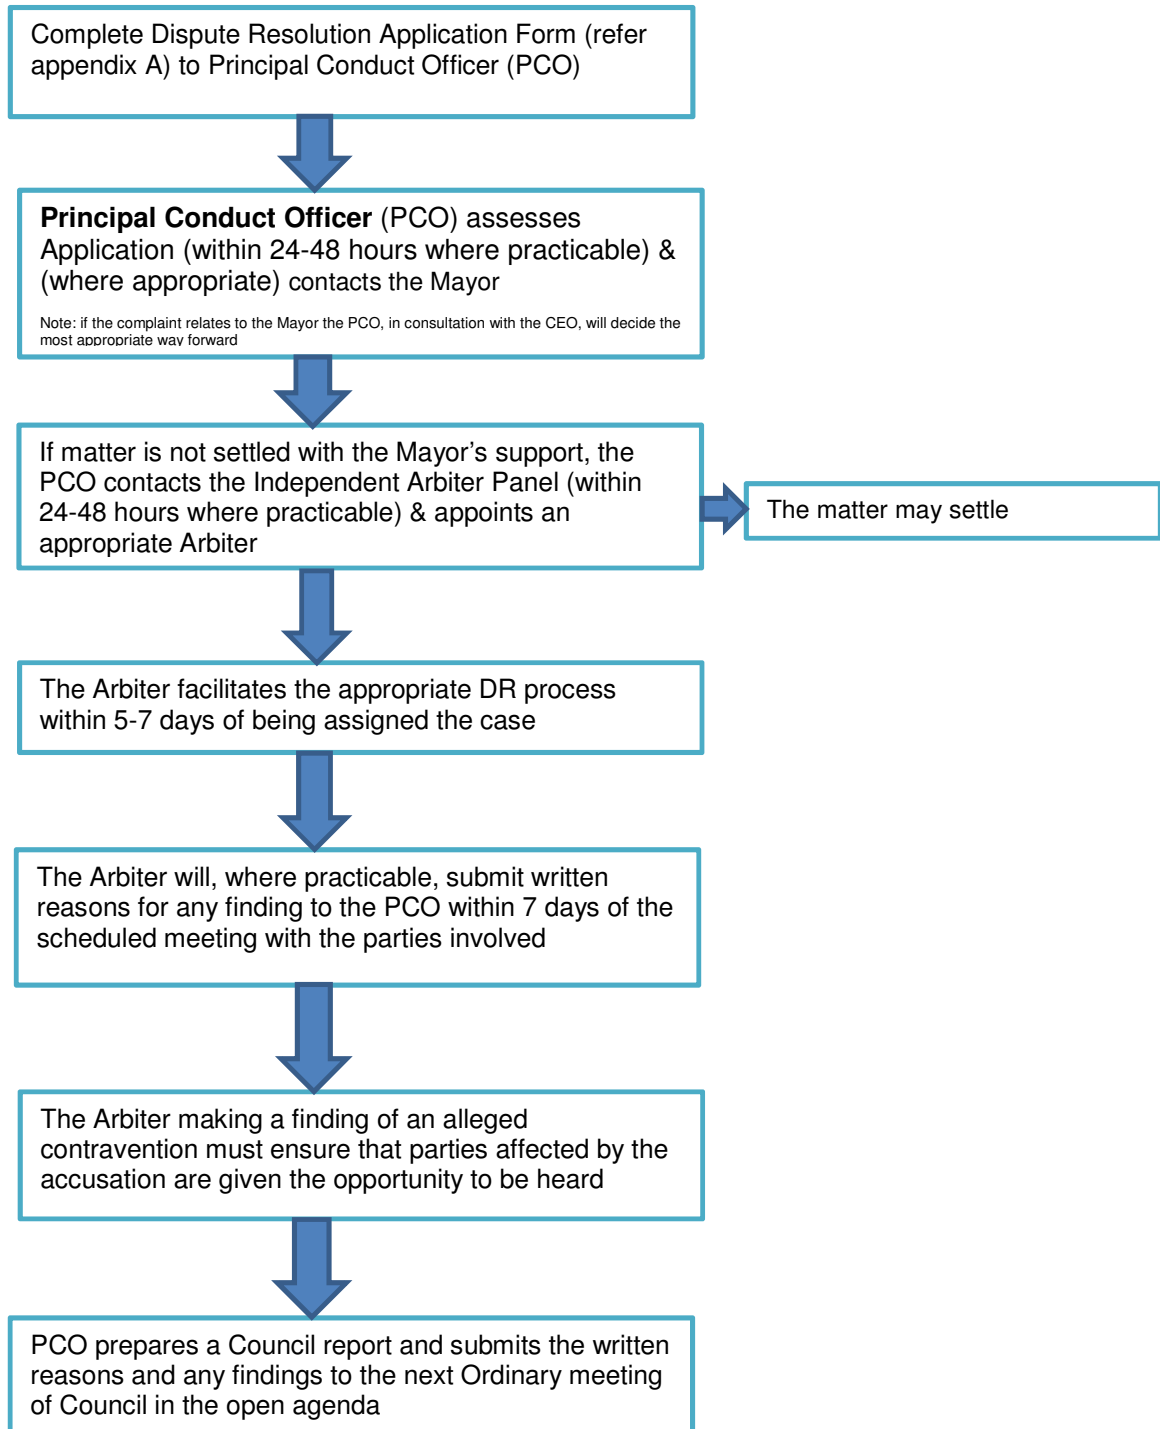 Complete Dispute Resolution Application Form (refer
appendix A) to Principal Conduct Officer (PCO)
Principal Conduct Officer (PCO) assesses
Application (within 24-48 hours where practicable) &
(where appropriate) contacts the Mayor
Note: if the complaint relates to the Mayor the PCO, in consultation with the CEO, will decide the
most appropriate way forward
If matter is not settled with the Mayor’s support, the
PCO contacts the Independent Arbiter Panel (within
24-48 hours where practicable) & appoints an
appropriate Arbiter
The matter may settle
The Arbiter facilitates the appropriate DR process
within 5-7 days of being assigned the case
The Arbiter will, where practicable, submit written
reasons for any finding to the PCO within 7 days of the
scheduled meeting with the parties involved
The Arbiter making a finding of an alleged
contravention must ensure that parties affected by the
accusation are given the opportunity to be heard
PCO prepares a Council report and submits the written
reasons and any findings to the next Ordinary meeting
of Council in the open agenda